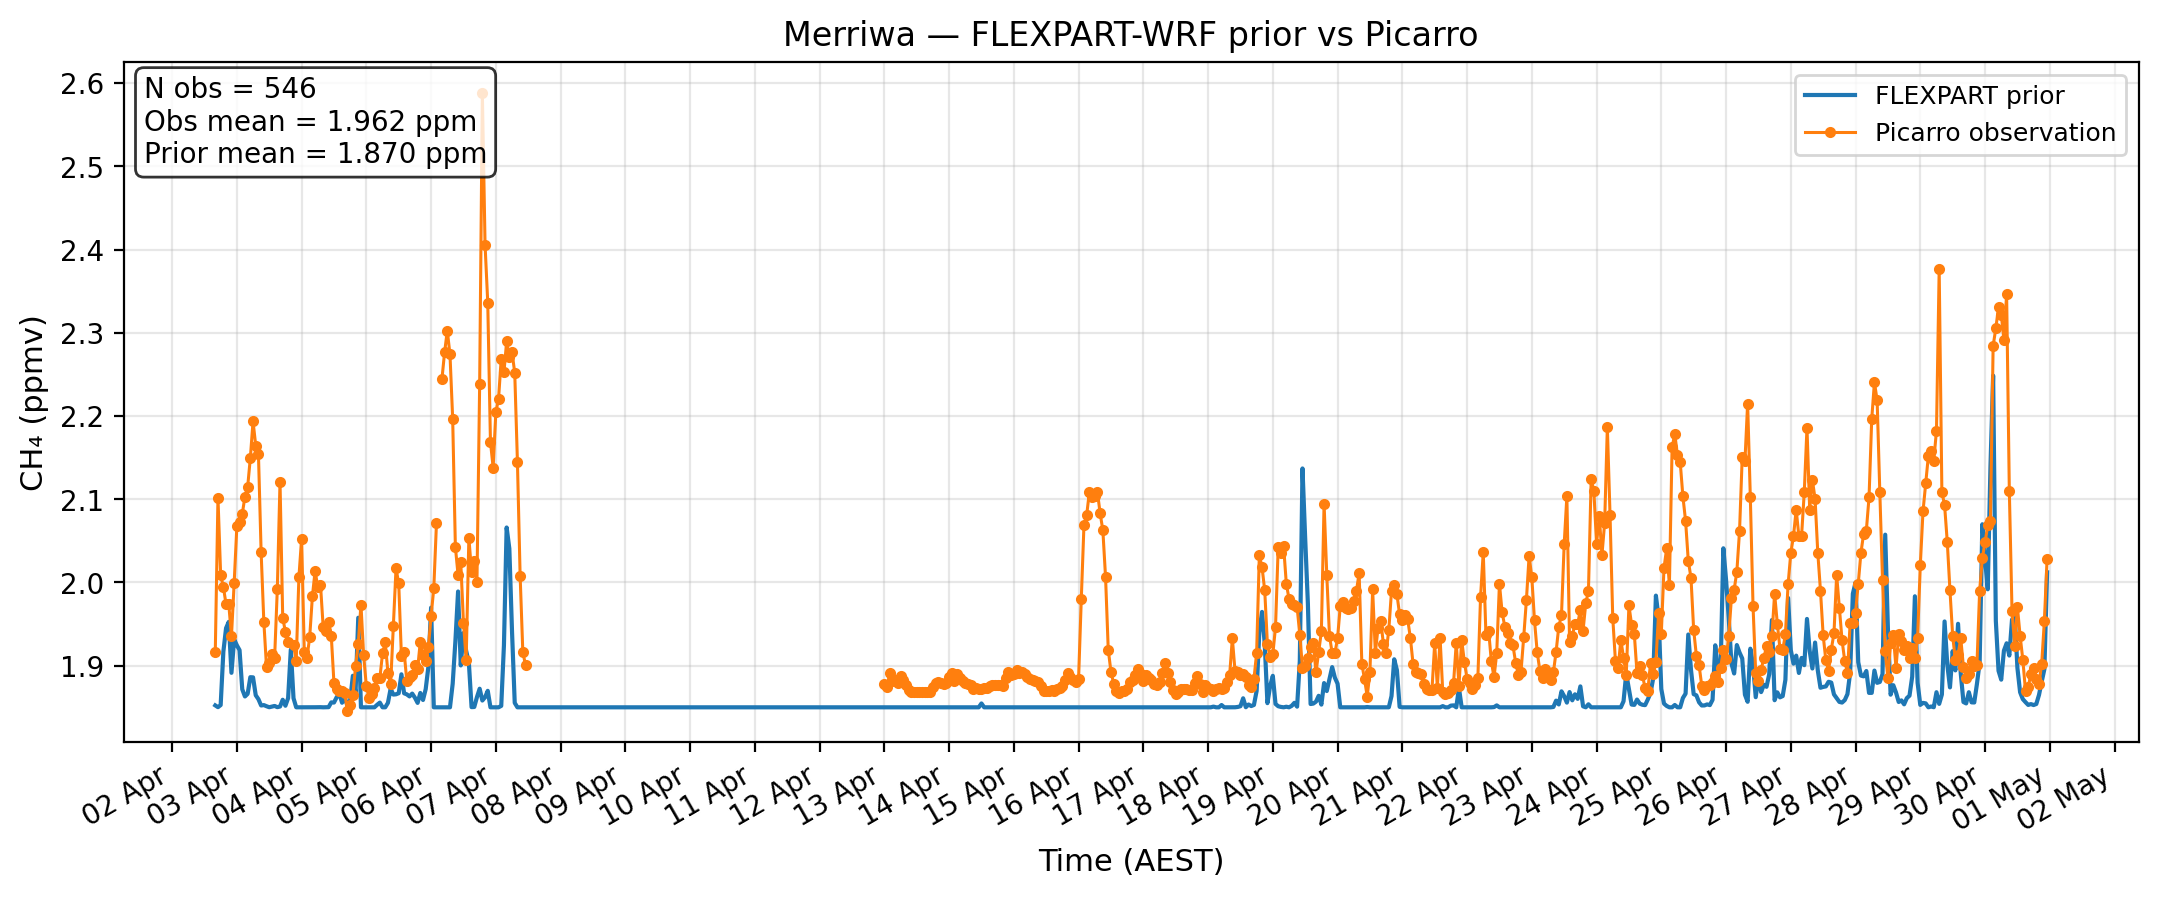 Merriwa — FLEXPART-WRF prior vs Picarro
N obs = 546
Obs mean = 1.962 ppm
Prior mean = 1.870 ppm
FLEXPART prior
Picarro observation
CH₄ (ppmv)
2.6
2.5
2.4
2.3
2.2
2.1
2.0
1.9
02 Apr
03 Apr
04 Apr
05 Apr
06 Apr
07 Apr
08 Apr
09 Apr
10 Apr
11 Apr
12 Apr
13 Apr
14 Apr
15 Apr
16 Apr
17 Apr
18 Apr
19 Apr
20 Apr
21 Apr
22 Apr
23 Apr
24 Apr
25 Apr
26 Apr
27 Apr
28 Apr
29 Apr
30 Apr
01 May
02 May
Time (AEST)